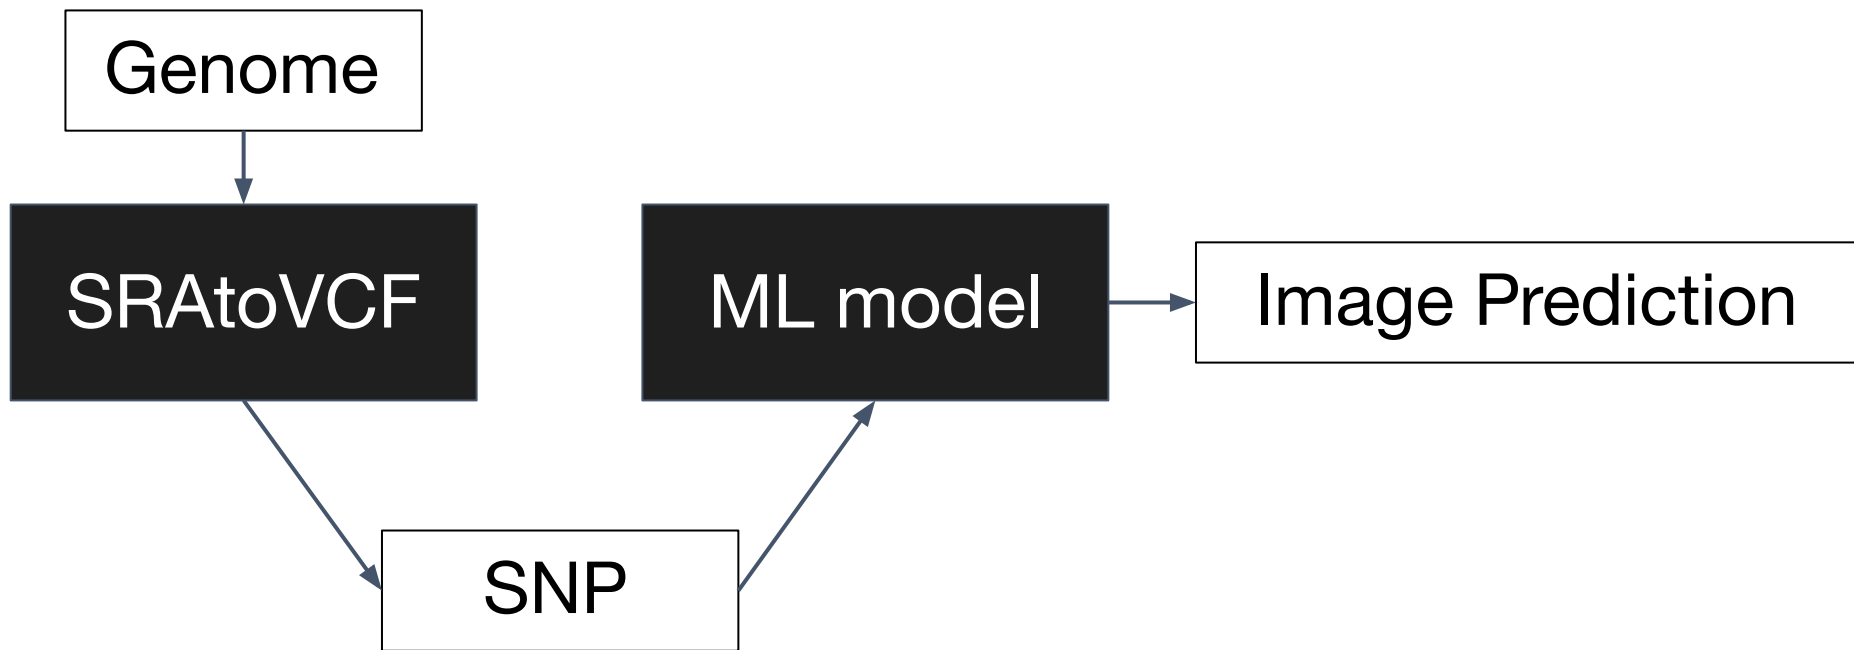 Genome
SRAtoVCF
SNP
ML model
Image Prediction